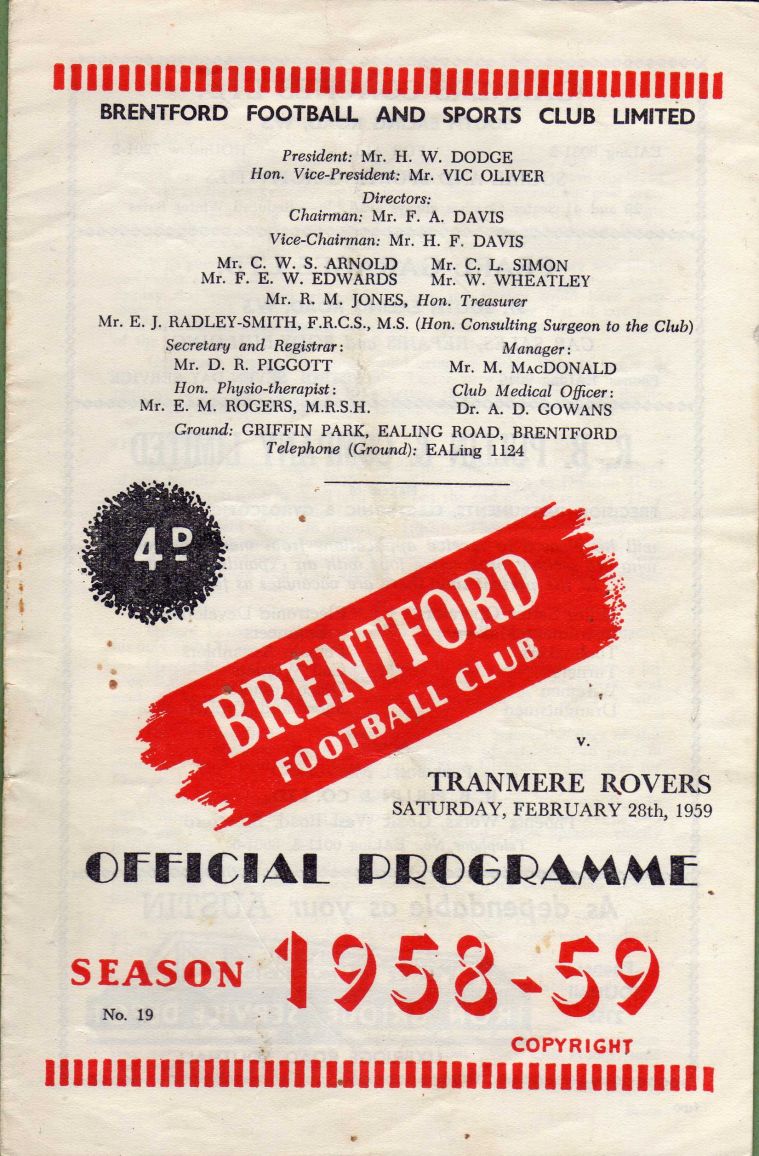 BRENTFORD FOOTBALL AND SPORTS CLUB LIMITED
President: Mr. H. W. DODGE
Hon. Vice-President: Mr. VIC OLIVER
Directors:
Chairman: Mr. F. A. DAVIS
Vice-Chairman: Mr. H. F. DAVIS
Mr. C. W. S. ARNOLD Mr. C. L. SIMON
Mr. F. E. W. EDWARDS Mr. W. WHEATLEY
Mr. R. M. JONES, Hon. Treasurer
Mr. E. J. RADLEY-SMITH, F.R.C.S., M.S. (Hon. Consulting Surgeon to the Club)
Secretary and Registrar: Manager:
Mr. D. R. PIGGOTT Mr. M. MacDONALD
Hon. Physio-therapist: Club Medical Officer:
Mr. E. M. ROGERS, M.R.S.H. Dr. A. D. GOWANS
Ground: GRIFFIN PARK, EALING ROAD, BRENTFORD
Telephone (Ground): EALing 1124
4D
BRENTFORD
FOOTBALL CLUB
v.
TRANMERE ROVERS
SATURDAY, FEBRUARY 28th, 1959
OFFICIAL PROGRAMME
SEASON 1958-59
No. 19
COPYRIGHT